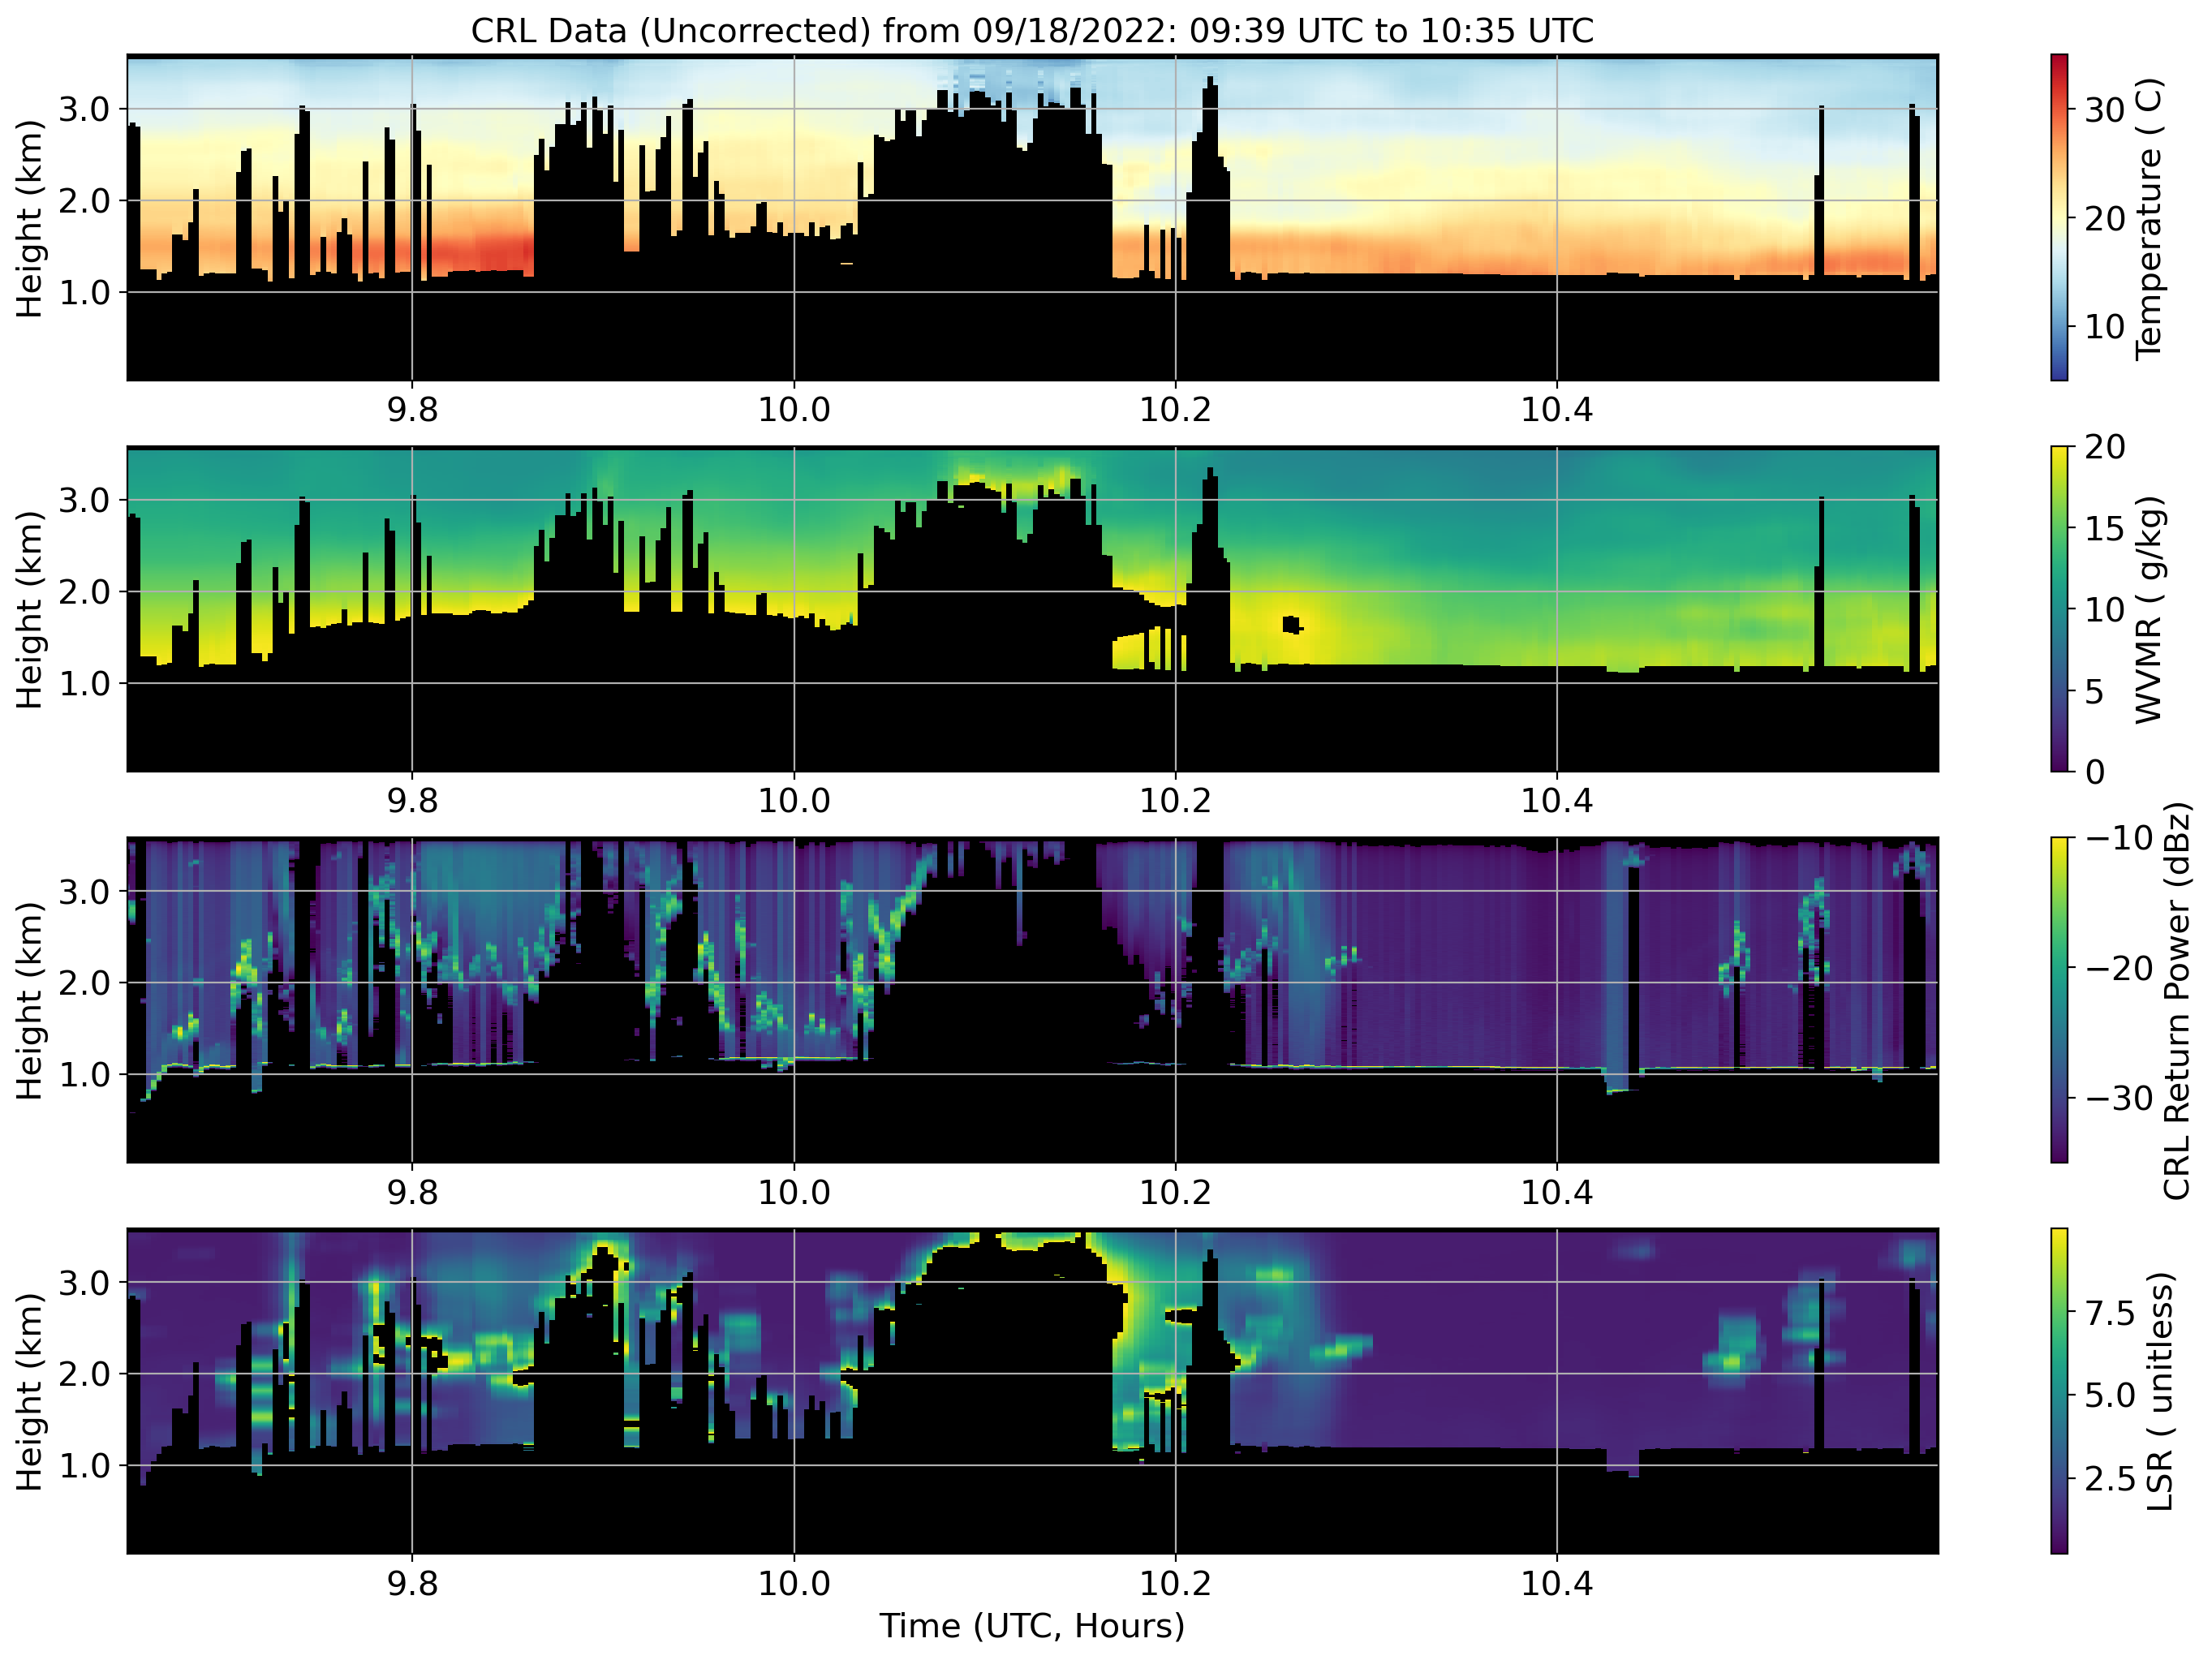 CRL Data (Uncorrected) from 09/18/2022: 09:39 UTC to 10:35 UTC
Height (km)
3.0
2.0
1.0
9.8 10.0 10.2 10.4
30
20
10
Temperature ( C)
Height (km)
3.0
2.0
1.0
9.8 10.0 10.2 10.4
20
15
10
5
0
WVMR ( g/kg)
Height (km)
3.0
2.0
1.0
9.8 10.0 10.2 10.4
−10
−20
−30
CRL Return Power (dBz)
Height (km)
3.0
2.0
1.0
9.8 10.0 10.2 10.4
7.5
5.0
2.5
LSR ( unitless)
Time (UTC, Hours)